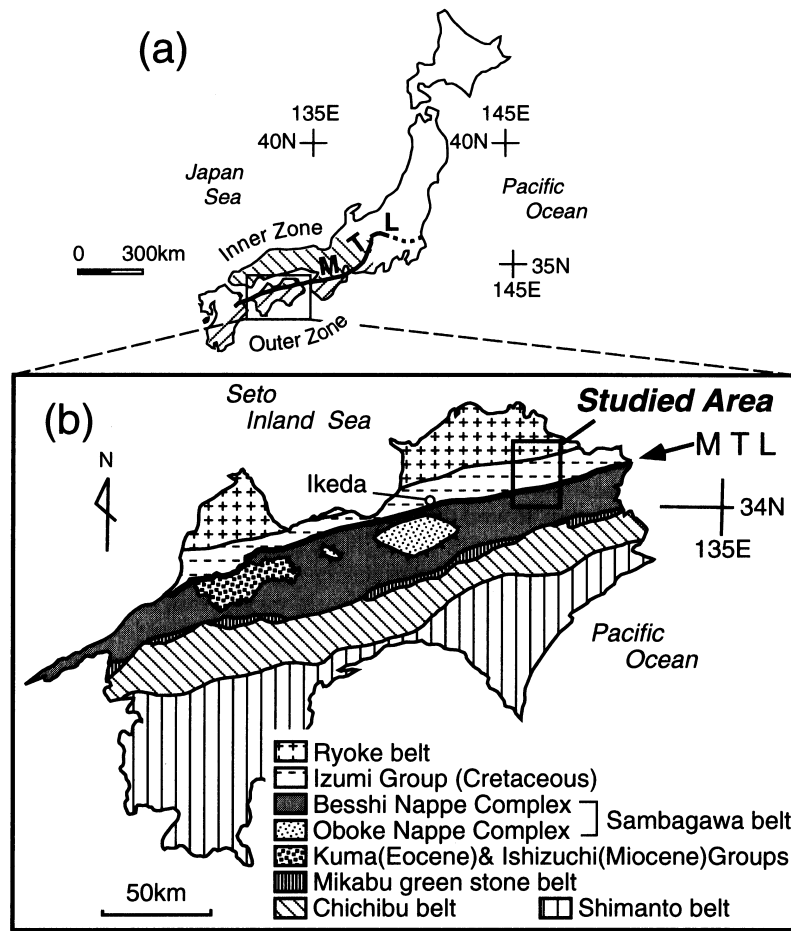 (a)
135E
40N
145E
40N
Japan
Sea
Pacific
Ocean
Inner Zone
M T L
0 300km
35N
145E
Outer Zone
(b)
Seto
Inland Sea
Studied Area
M T L
N
Ikeda
34N
135E
Pacific
Ocean
Ryoke belt
Izumi Group (Cretaceous)
Besshi Nappe Complex
Oboke Nappe Complex
Sambagawa belt
Kuma(Eocene)& Ishizuchi(Miocene)Groups
Mikabu green stone belt
Chichibu belt
Shimanto belt
50km